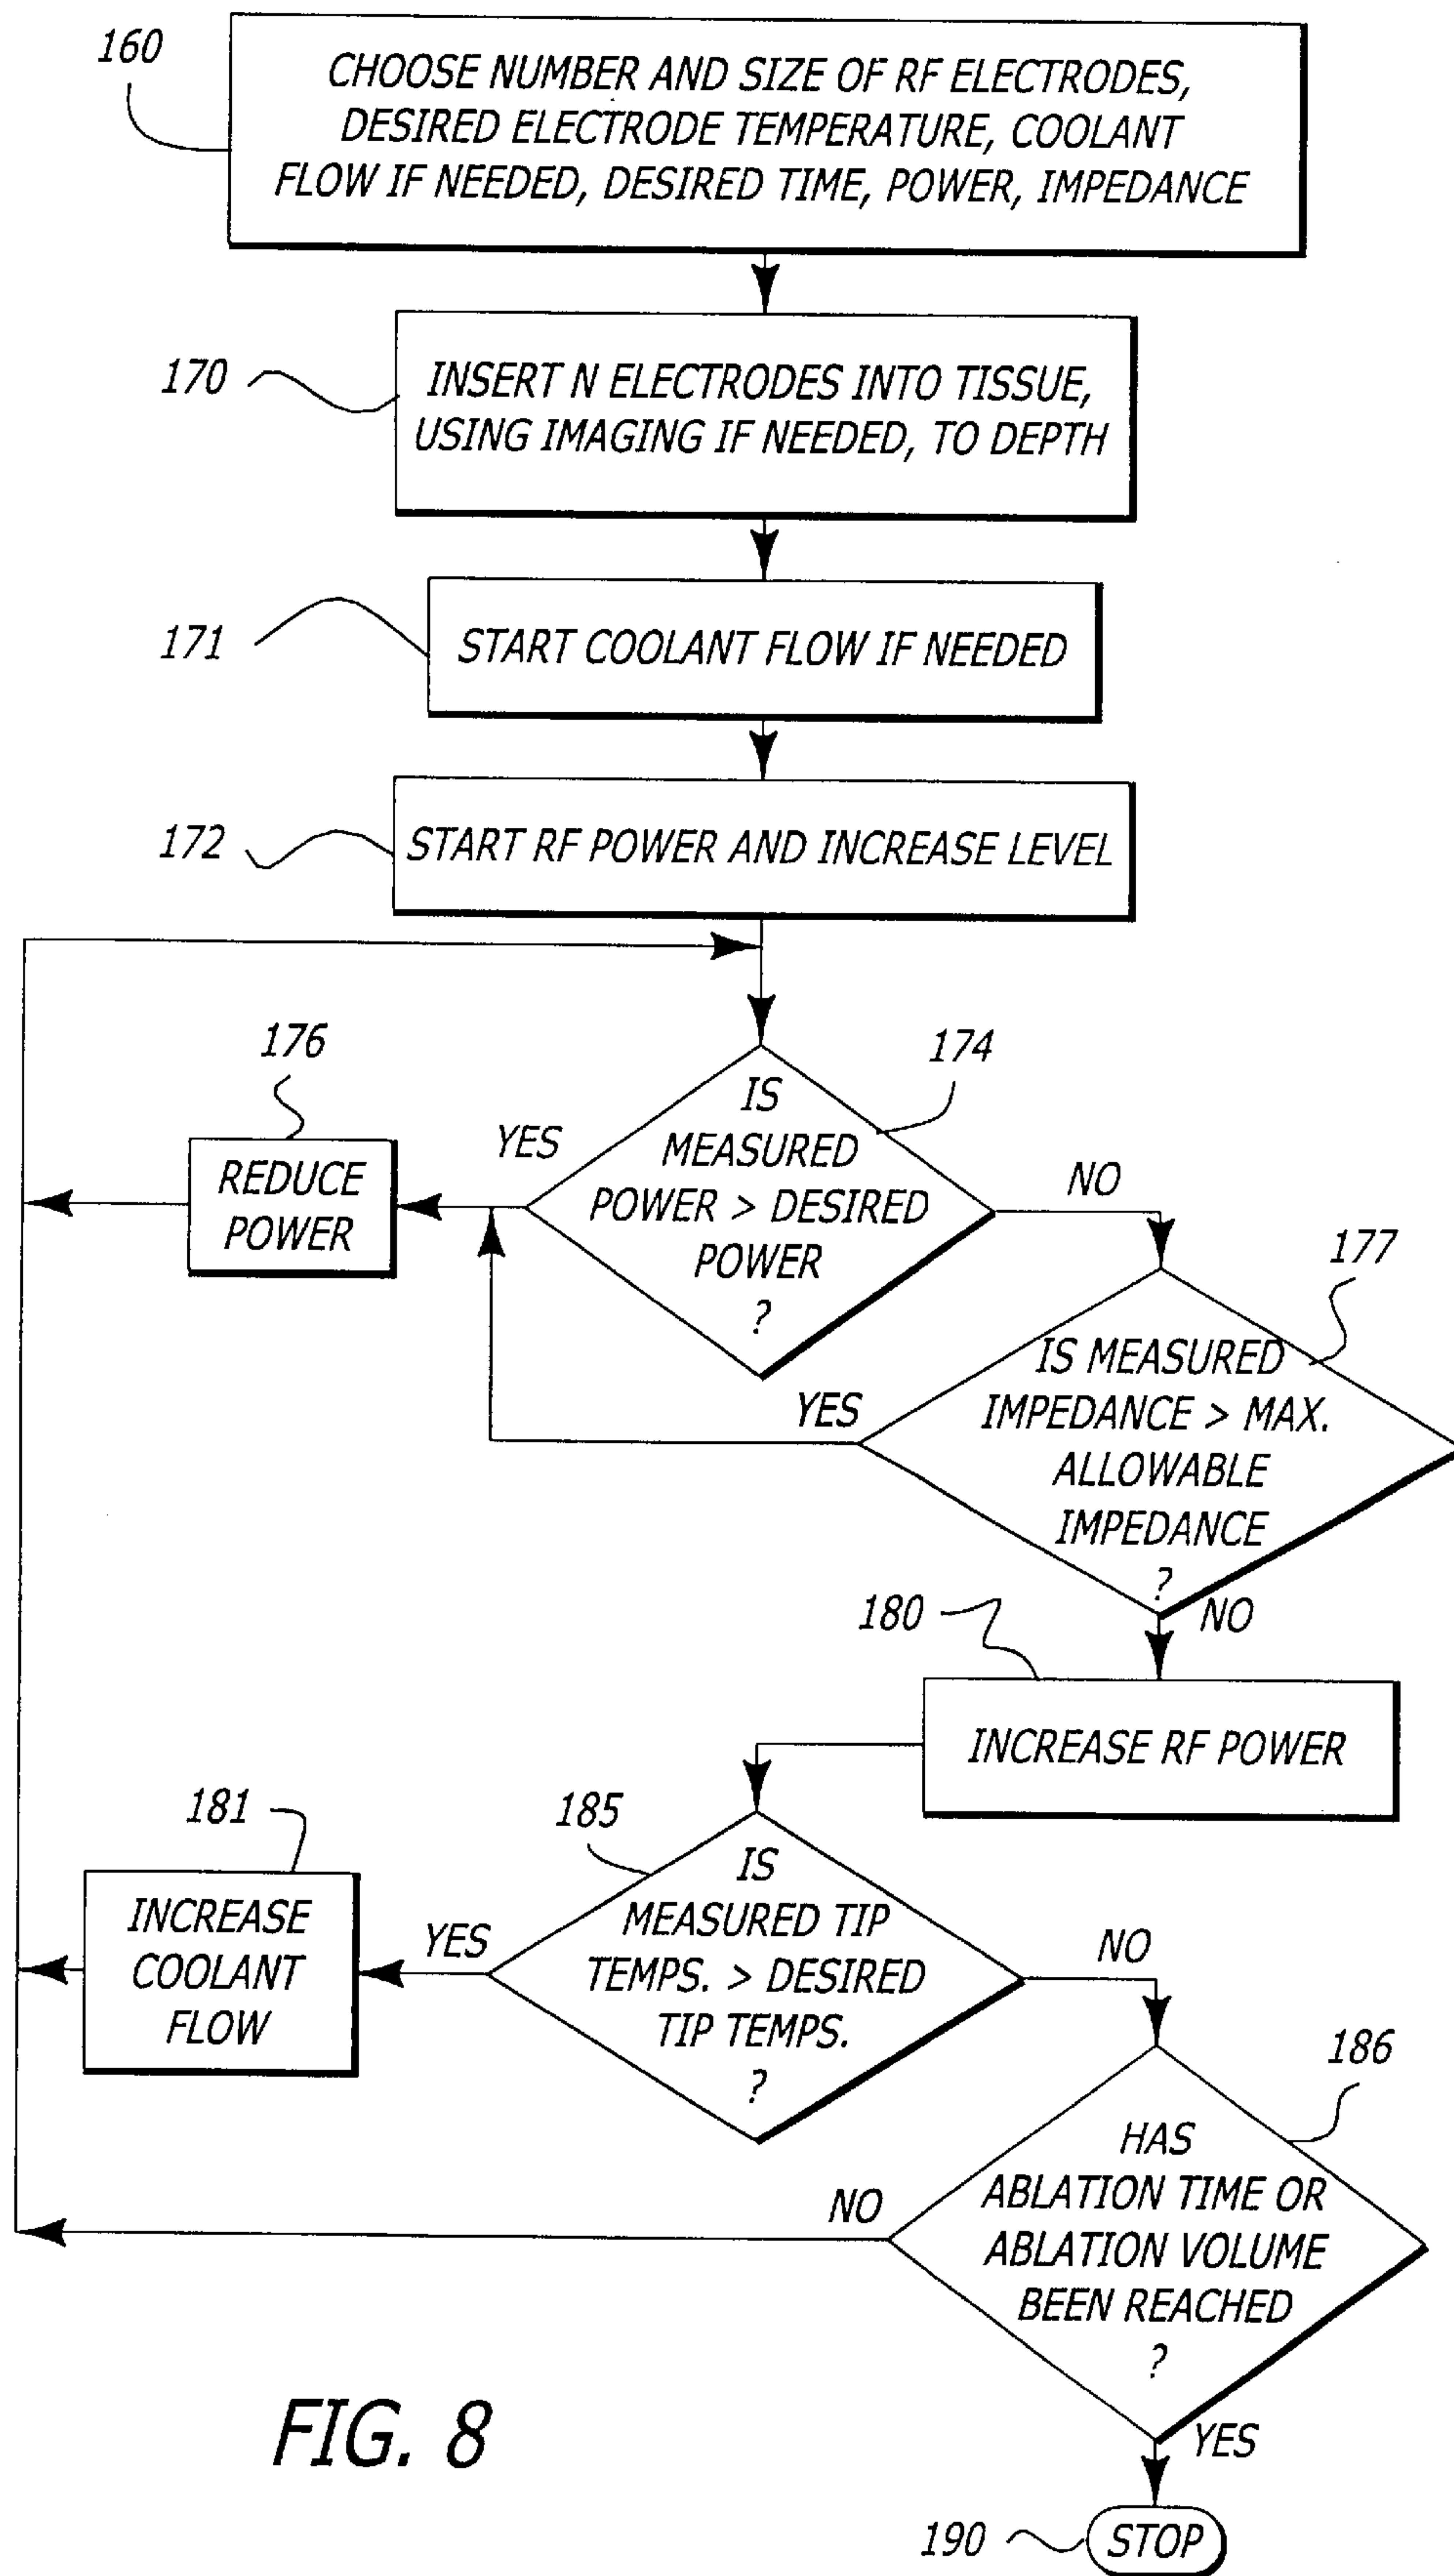 160
CHOOSE NUMBER AND SIZE OF RF ELECTRODES,
DESIRED ELECTRODE TEMPERATURE, COOLANT
FLOW IF NEEDED, DESIRED TIME, POWER, IMPEDANCE
170
INSERT N ELECTRODES INTO TISSUE,
USING IMAGING IF NEEDED, TO DEPTH
171
START COOLANT FLOW IF NEEDED
172
START RF POWER AND INCREASE LEVEL
176
REDUCE
POWER
YES
174
IS
MEASURED
POWER > DESIRED
POWER
?
NO
177
YES
IS MEASURED
IMPEDANCE > MAX.
ALLOWABLE
IMPEDANCE
?
NO
180
INCREASE RF POWER
181
INCREASE
COOLANT
FLOW
YES
185
IS
MEASURED TIP
TEMPS. > DESIRED
TIP TEMPS.
?
NO
186
NO
HAS
ABLATION TIME OR
ABLATION VOLUME
BEEN REACHED
?
YES
190
STOP
FIG. 8